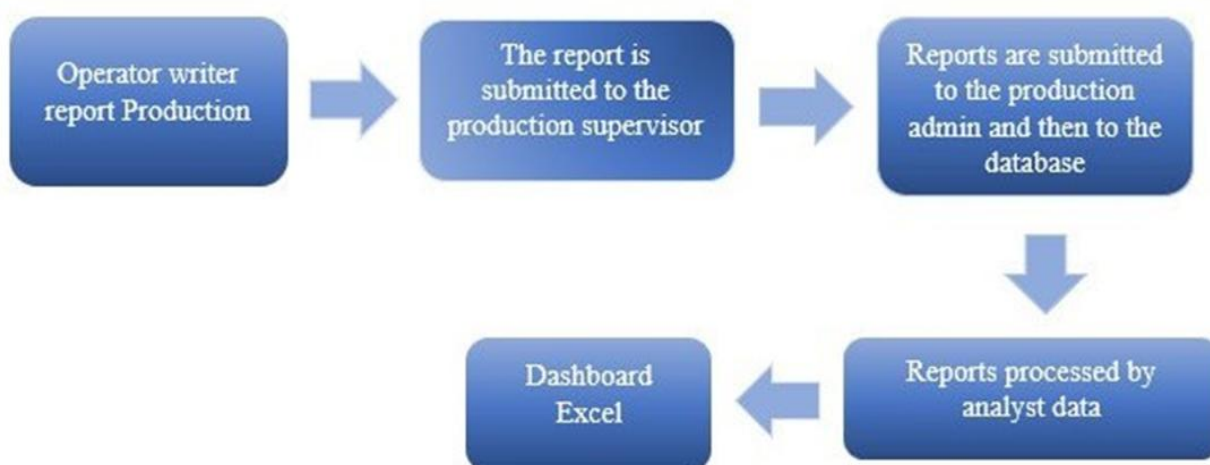 Operator writer
report Production
The report is
submitted to the
production supervisor
Reports are submitted
to the production
admin and then to the
database
Reports processed by
analyst data
Dashboard
Excel